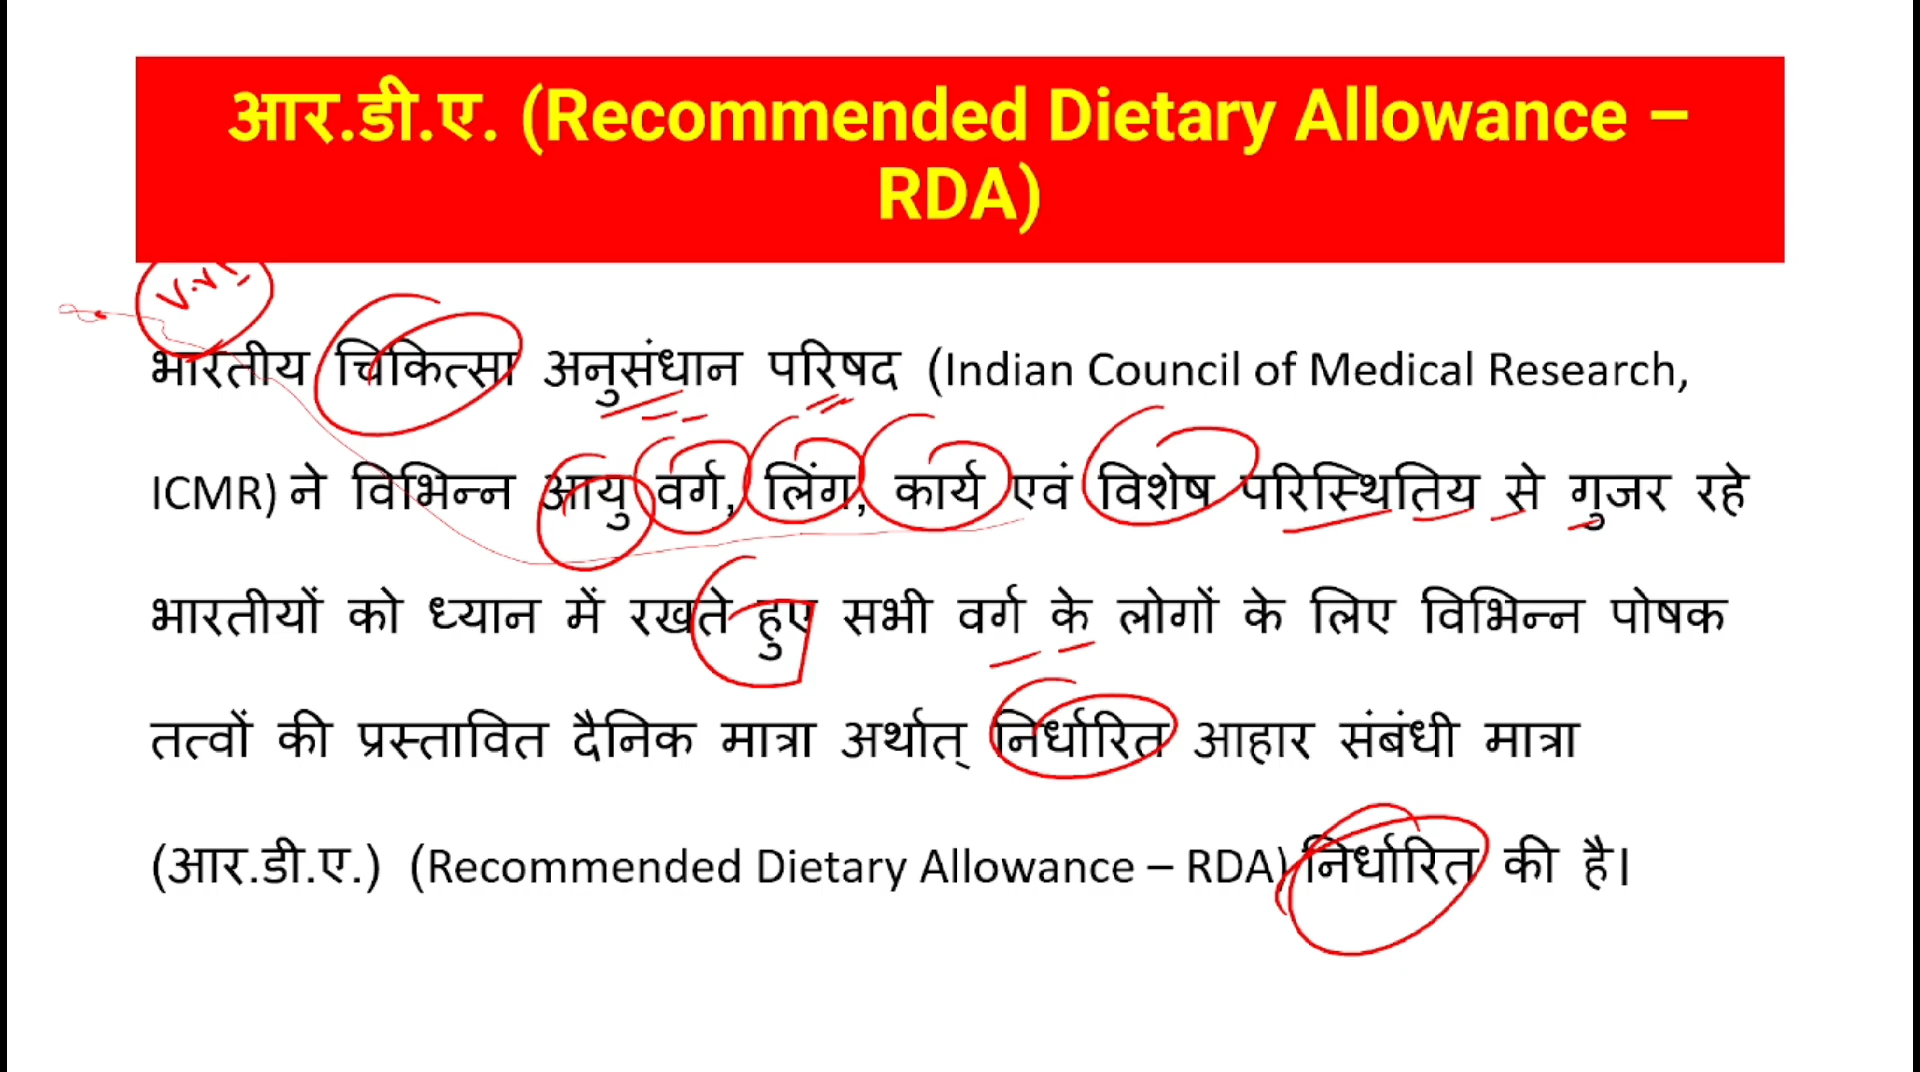 आर.डी.ए. (Recommended Dietary Allowance –
RDA)
V.V.I
भारतीय चिकित्सा अनुसंधान परिषद (Indian Council of Medical Research,
ICMR) ने विभिन्न आयु वर्ग, लिंग, कार्य एवं विशेष परिस्थितिय से गुजर रहे
भारतीयों को ध्यान में रखते हुए सभी वर्ग के लोगों के लिए विभिन्न पोषक
तत्वों की प्रस्तावित दैनिक मात्रा अर्थात् निर्धारित आहार संबंधी मात्रा
(आर.डी.ए.) (Recommended Dietary Allowance – RDA) निर्धारित की है।